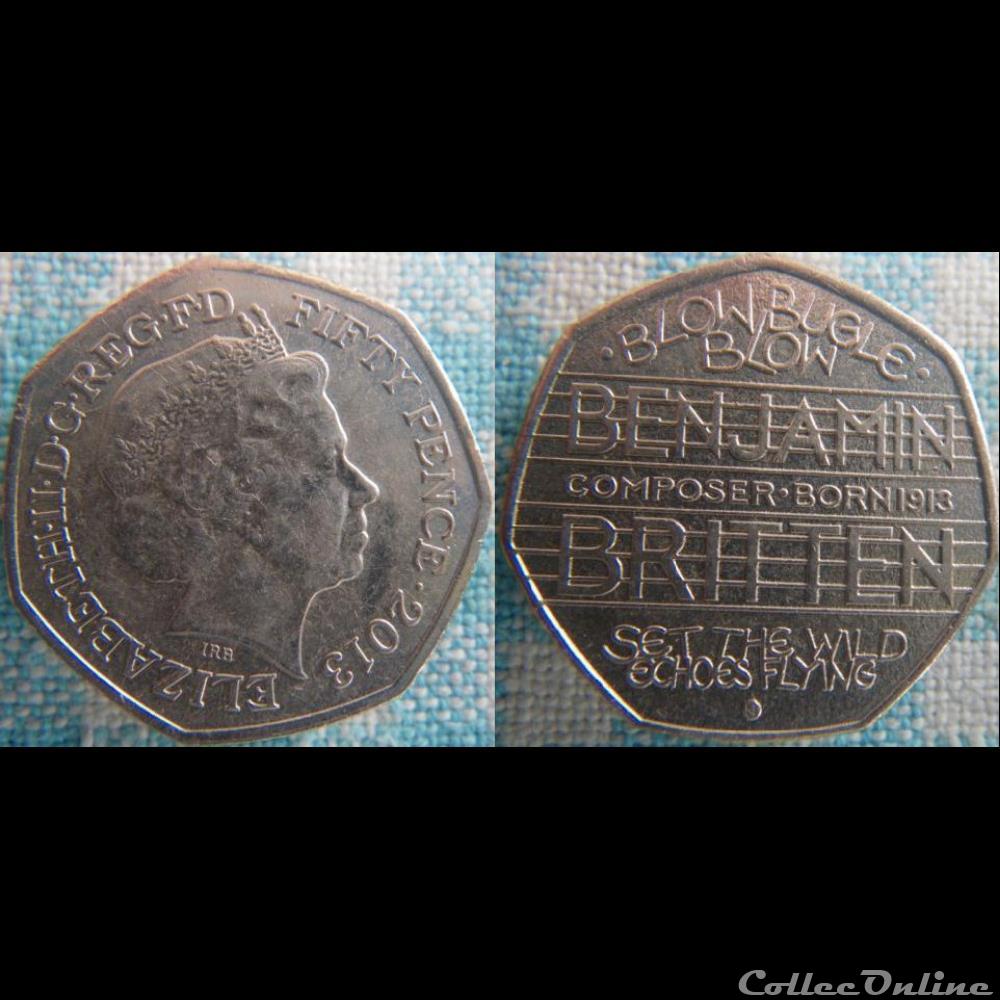 ELIZABETH·II·D·G·REG·F·D
FIFTY PENCE·2013
IRB
·BLOW BUGLE·
BLOW
BENJAMIN
COMPOSER·BORN 1913
BRITTEN
SET THE WILD
ECHOES FLYING
ColleeOnline